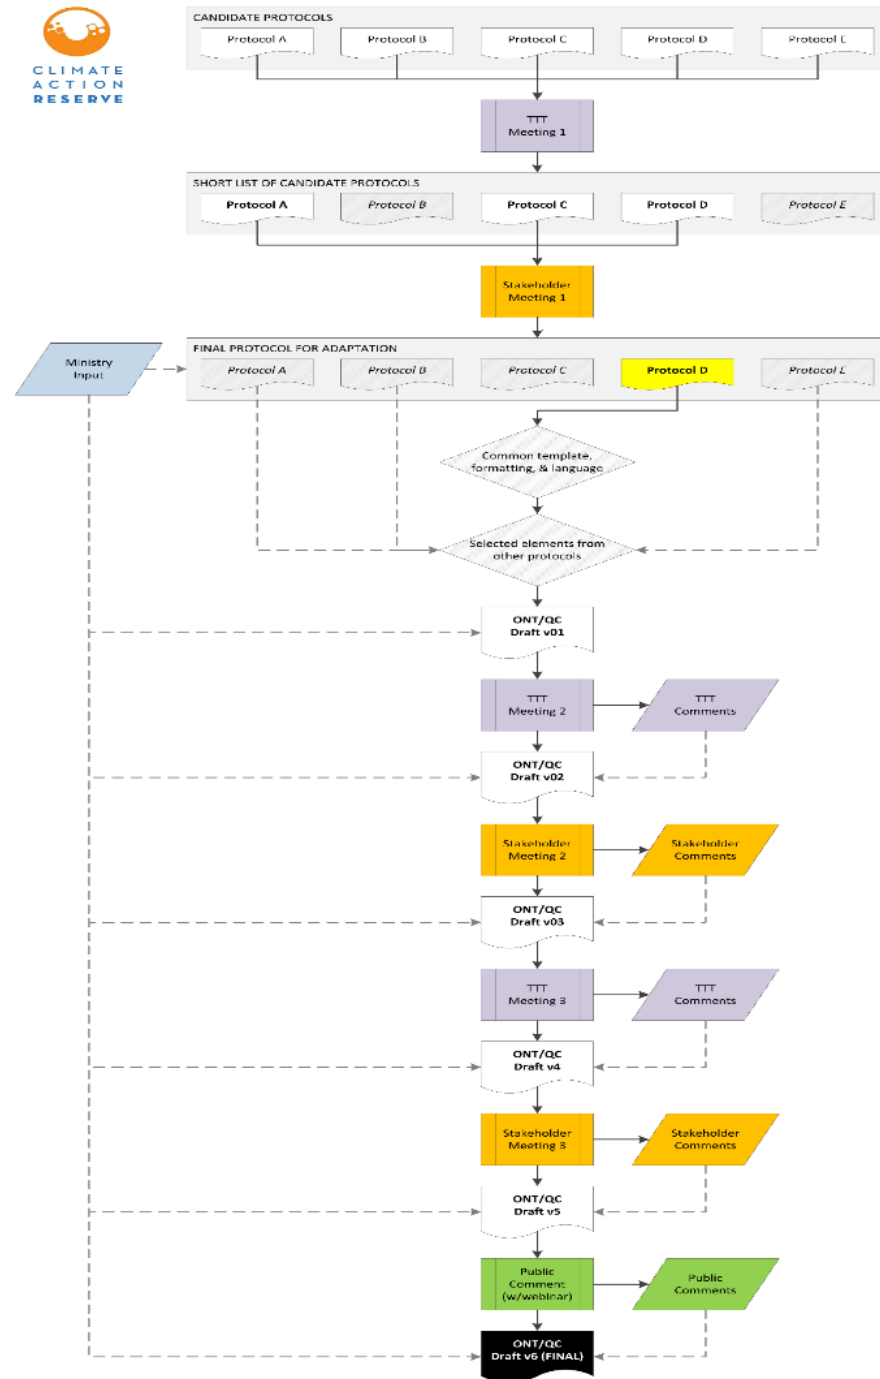 CLIMATE
ACTION
RESERVE
CANDIDATE PROTOCOLS
Protocol A
Protocol B
Protocol C
Protocol D
Protocol E
TTT
Meeting 1
SHORT LIST OF CANDIDATE PROTOCOLS
Protocol A
Protocol B
Protocol C
Protocol D
Protocol E
Stakeholder
Meeting 1
Ministry
Input
FINAL PROTOCOL FOR ADAPTATION
Protocol A
Protocol B
Protocol C
Protocol D
Protocol E
Common template,
formatting, & language
Selected elements from
other protocols
ONT/QC
Draft v01
TTT
Meeting 2
TTT
Comments
ONT/QC
Draft v02
Stakeholder
Meeting 2
Stakeholder
Comments
ONT/QC
Draft v03
TTT
Meeting 3
TTT
Comments
ONT/QC
Draft v4
Stakeholder
Meeting 3
Stakeholder
Comments
ONT/QC
Draft v5
Public
Comment
(w/webinar)
Public
Comments
ONT/QC
Draft v6 (FINAL)